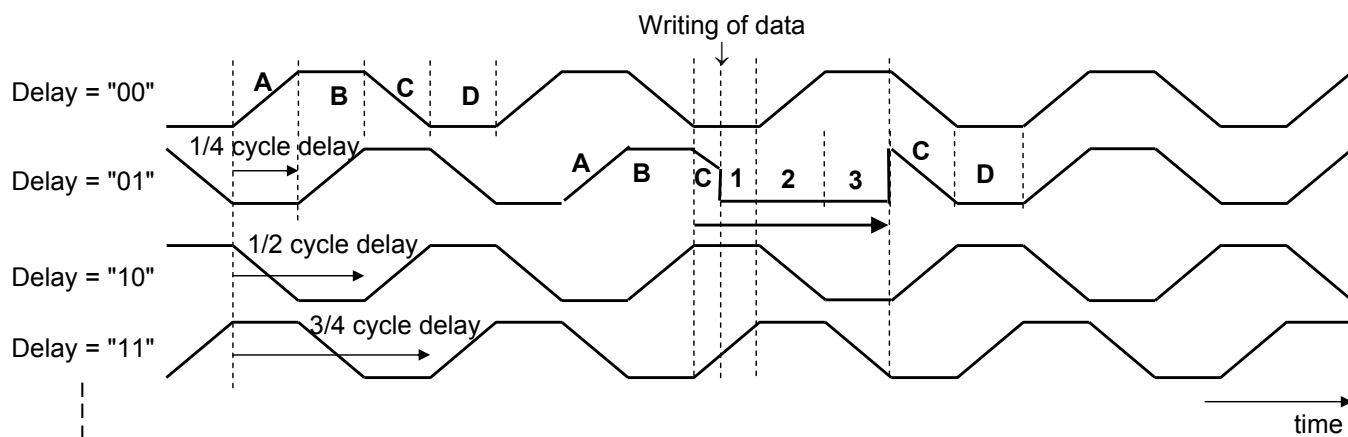 Writing of data
Delay = "00"
A
B
C
D
1/4 cycle delay
Delay = "01"
A
B
C
1
2
3
C
D
Delay = "10"
1/2 cycle delay
Delay = "11"
3/4 cycle delay
time